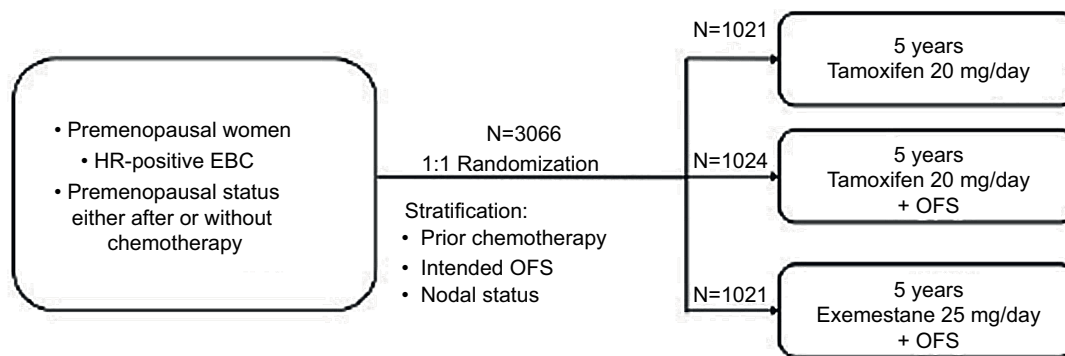 • Premenopausal women
• HR-positive EBC
• Premenopausal status
either after or without
chemotherapy
N=3066
1:1 Randomization
Stratification:
• Prior chemotherapy
• Intended OFS
• Nodal status
N=1021
5 years
Tamoxifen 20 mg/day
N=1024
5 years
Tamoxifen 20 mg/day
+ OFS
N=1021
5 years
Exemestane 25 mg/day
+ OFS